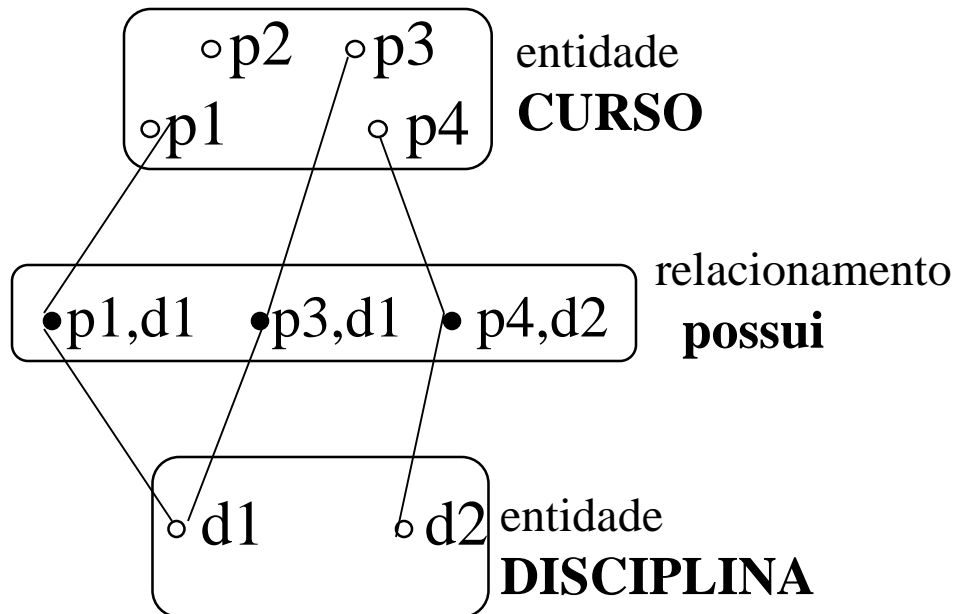 p2 p3 entidade
p1 p4 CURSO
relacionamento
p1,d1 p3,d1 p4,d2 possui
d1 d2 entidade
DISCIPLINA